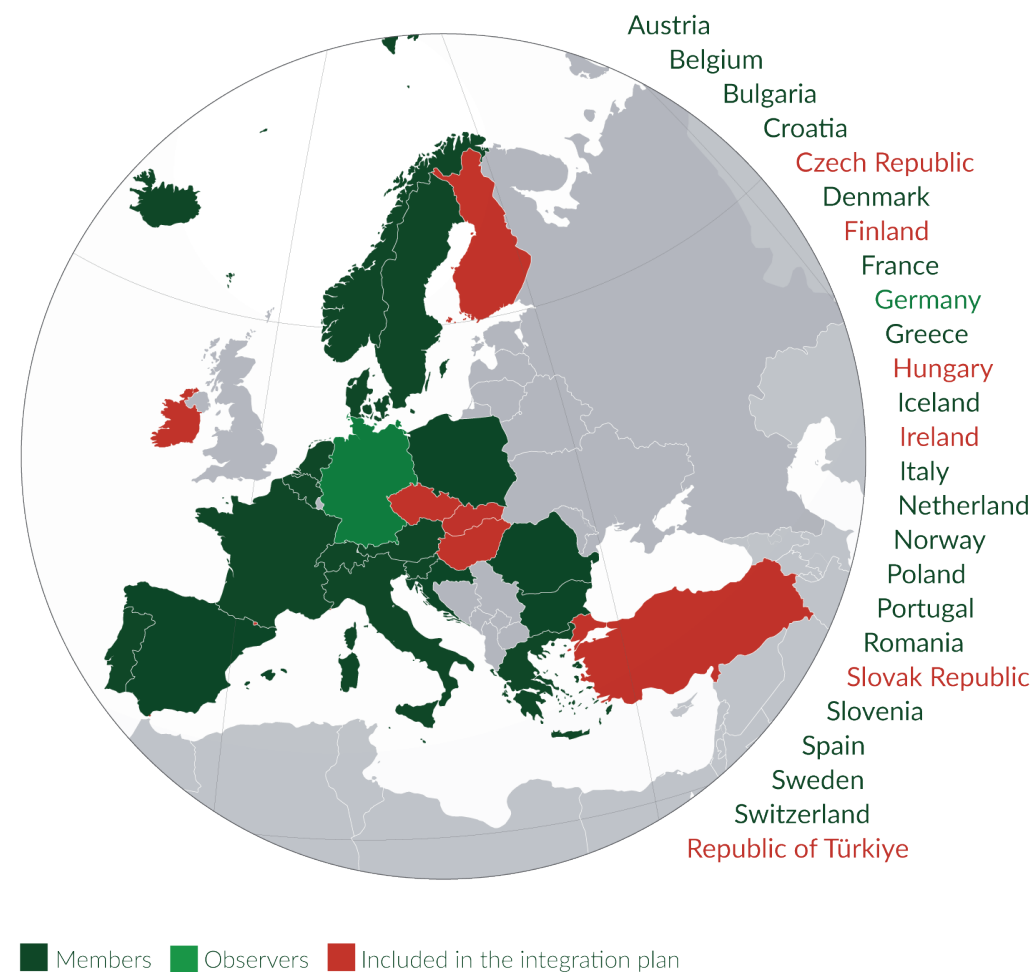 Austria
Belgium
Bulgaria
Croatia
Czech Republic
Denmark
Finland
France
Germany
Greece
Hungary
Iceland
Ireland
Italy
Netherland
Norway
Poland
Portugal
Romania
Slovak Republic
Slovenia
Spain
Sweden
Switzerland
Republic of Türkiye
Members Observers Included in the integration plan